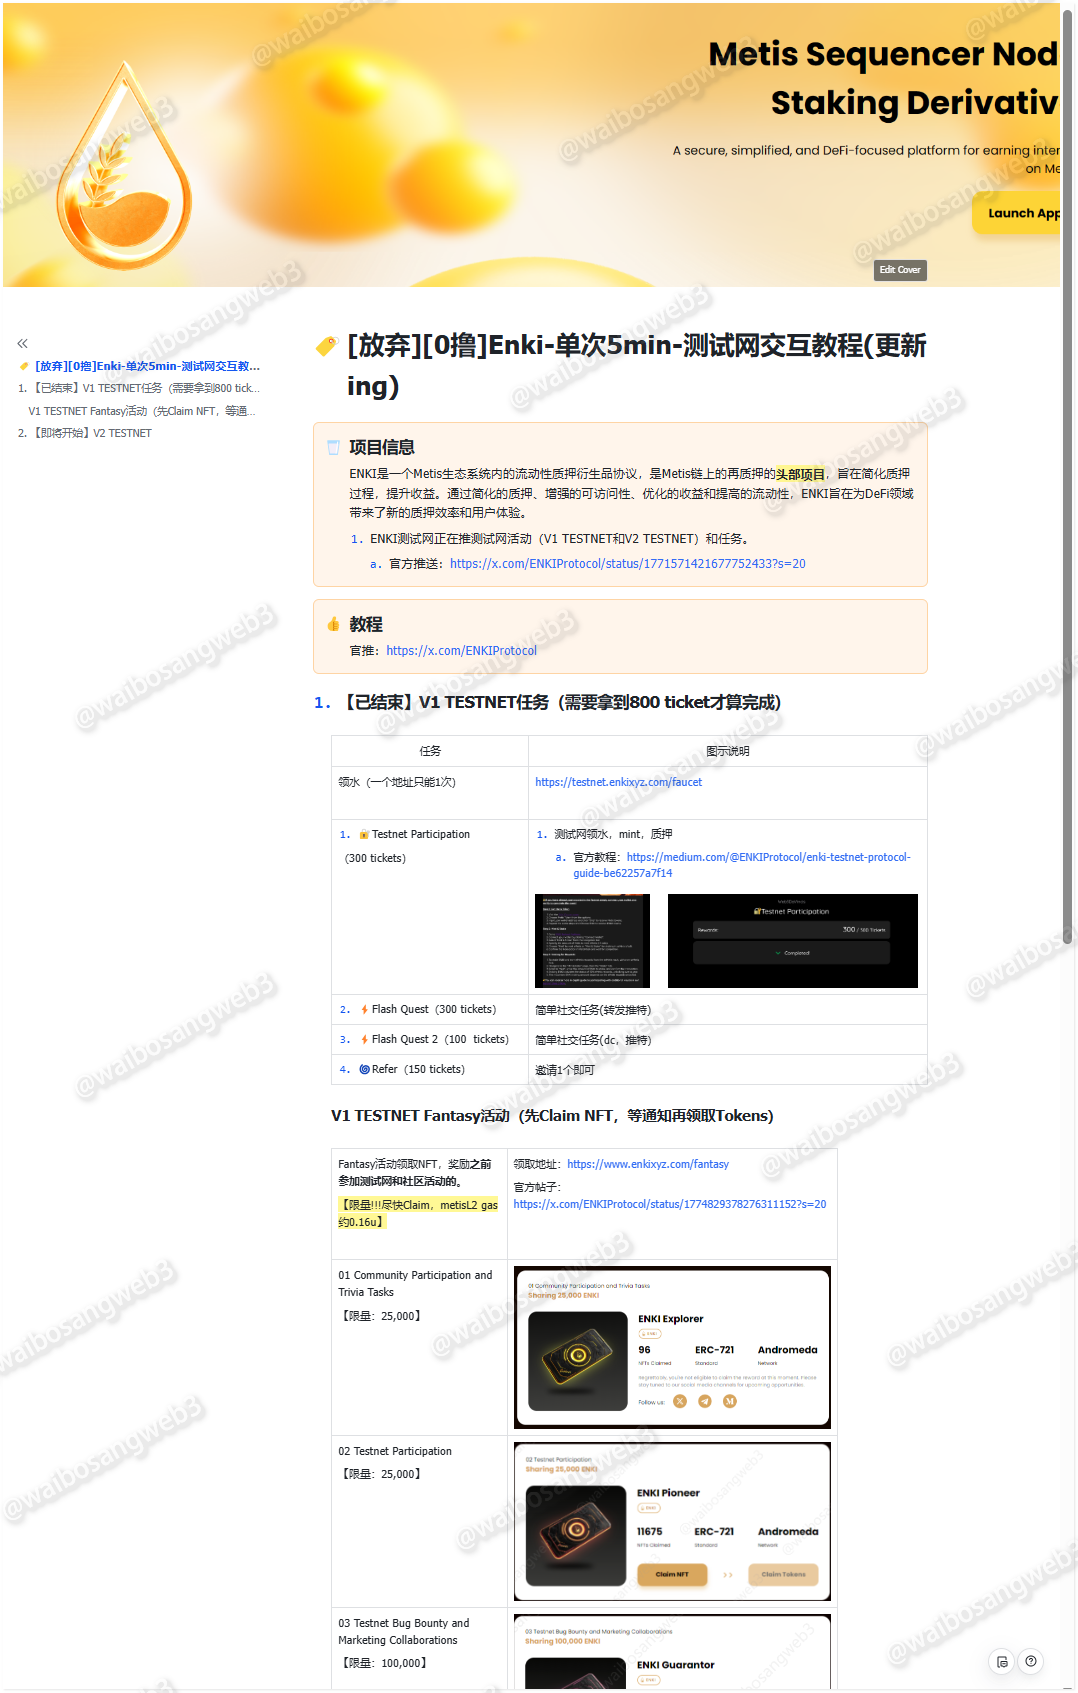 Metis Sequencer Nod
Staking Derivativ
A secure, simplified, and DeFi-focused platform for earning inter
on Me
Launch App
Edit Cover
[放弃][0撸]Enki-单次5min-测试网交互教...
1. 【已结束】V1 TESTNET任务（需要拿到800 tick...
V1 TESTNET Fantasy活动（先Claim NFT，等通...
2. 【即将开始】V2 TESTNET
[放弃][0撸]Enki-单次5min-测试网交互教程(更新
ing)
项目信息
ENKI是一个Metis生态系统内的流动性质押衍生品协议，是Metis链上的再质押的头部项目，旨在简化质押
过程，提升收益。通过简化的质押、增强的可访问性、优化的收益和提高的流动性，ENKI旨在为DeFi领域
带来了新的质押效率和用户体验。
1. ENKI测试网正在推测试网活动（V1 TESTNET和V2 TESTNET）和任务。
a. 官方推送：https://x.com/ENKIProtocol/status/1771571421677752433?s=20
教程
官推：https://x.com/ENKIProtocol
1. 【已结束】V1 TESTNET任务（需要拿到800 ticket才算完成）
任务
图示说明
领水（一个地址只能1次）
https://testnet.enkixyz.com/faucet
1. Testnet Participation
（300 tickets）
1. 测试网领水，mint，质押
a. 官方教程：https://medium.com/@ENKIProtocol/enki-testnet-protocol-
guide-be62257a7f14
Testnet Participation
Rewards:
300 / 300 Tickets
Completed!
2. Flash Quest（300 tickets）
简单社交任务(转发推特)
3. Flash Quest 2（100 tickets）
简单社交任务(dc，推特)
4. Refer（150 tickets）
邀请1个即可
V1 TESTNET Fantasy活动（先Claim NFT，等通知再领取Tokens）
Fantasy活动领取NFT，奖励之前
参加测试网和社区活动的。
【限量!!!尽快Claim，metisL2 gas
约0.16u】
领取地址：https://www.enkixyz.com/fantasy
官方帖子：
https://x.com/ENKIProtocol/status/1774829378276311152?s=20
01 Community Participation and
Trivia Tasks
【限量：25,000】
01 Community Participation and Trivia Tasks
Sharing 25,000 ENKI
ENKI Explorer
ENKI
96
ERC-721
Andromeda
NFTs Claimed
Standard
Network
Regrettably, you're not eligible to claim the reward at this moment. Please
stay tuned to our social media channels for upcoming opportunities.
Follow us:
02 Testnet Participation
【限量：25,000】
02 Testnet Participation
Sharing 25,000 ENKI
ENKI Pioneer
ENKI
11675
ERC-721
Andromeda
NFTs Claimed
Standard
Network
Claim NFT
Claim Tokens
03 Testnet Bug Bounty and
Marketing Collaborations
【限量：100,000】
03 Testnet Bug Bounty and Marketing Collaborations
Sharing 100,000 ENKI
ENKI Guarantor
ENKI
@waibosangweb3